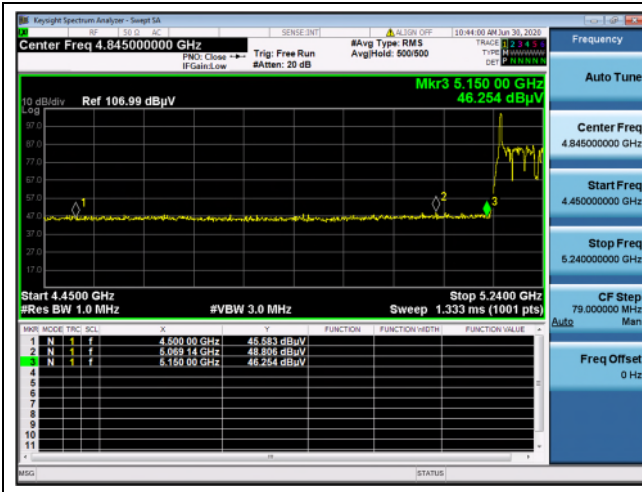 Keysight Spectrum Analyzer - Swept SA
RF 50 Ω AC SENSE:INT ALIGN OFF 10:44:00 AM Jun 30, 2020
Center Freq 4.845000000 GHz
#Avg Type: RMS
TRACE 1 2 3 4 5 6
PNO: Close Trig: Free Run
Avg|Hold: 500/500
TYPE M W W W W W
IFGain:Low #Atten: 20 dB
DET P N N N N N
Mkr3 5.150 00 GHz
10 dB/div Ref 106.99 dBµV
46.254 dBµV
Log
97.0
87.0
77.0
67.0
57.0
47.0
37.0
27.0
17.0
1
2
3
Start 4.4500 GHz
Stop 5.2400 GHz
#Res BW 1.0 MHz #VBW 3.0 MHz Sweep 1.333 ms (1001 pts)
MKR MODE TRC SCL X Y FUNCTION FUNCTION WIDTH FUNCTION VALUE
1 N 1 f 4.500 00 GHz 45.583 dBµV
2 N 1 f 5.069 14 GHz 48.806 dBµV
3 N 1 f 5.150 00 GHz 46.254 dBµV
4
5
6
7
8
9
10
11
MSG STATUS
Frequency
Auto Tune
Center Freq
4.845000000 GHz
Start Freq
4.450000000 GHz
Stop Freq
5.240000000 GHz
CF Step
79.000000 MHz
Auto Man
Freq Offset
0 Hz